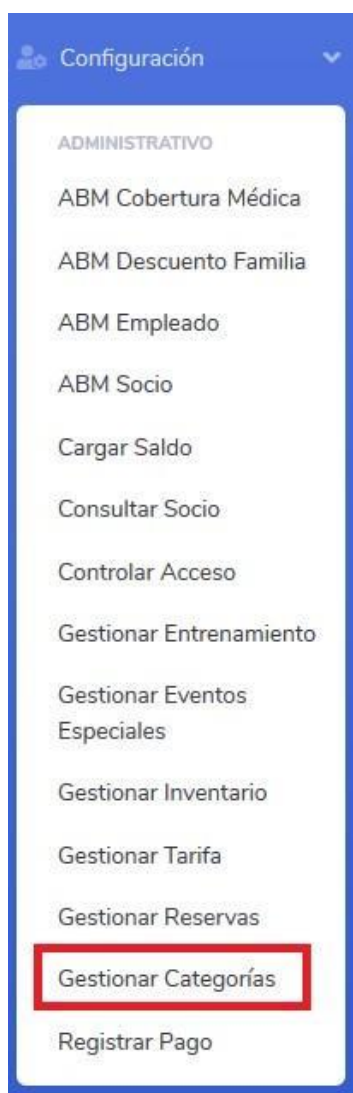 Configuración
ADMINISTRATIVO
ABM Cobertura Médica
ABM Descuento Familia
ABM Empleado
ABM Socio
Cargar Saldo
Consultar Socio
Controlar Acceso
Gestionar Entrenamiento
Gestionar Eventos
Especiales
Gestionar Inventario
Gestionar Tarifa
Gestionar Reservas
Gestionar Categorías
Registrar Pago